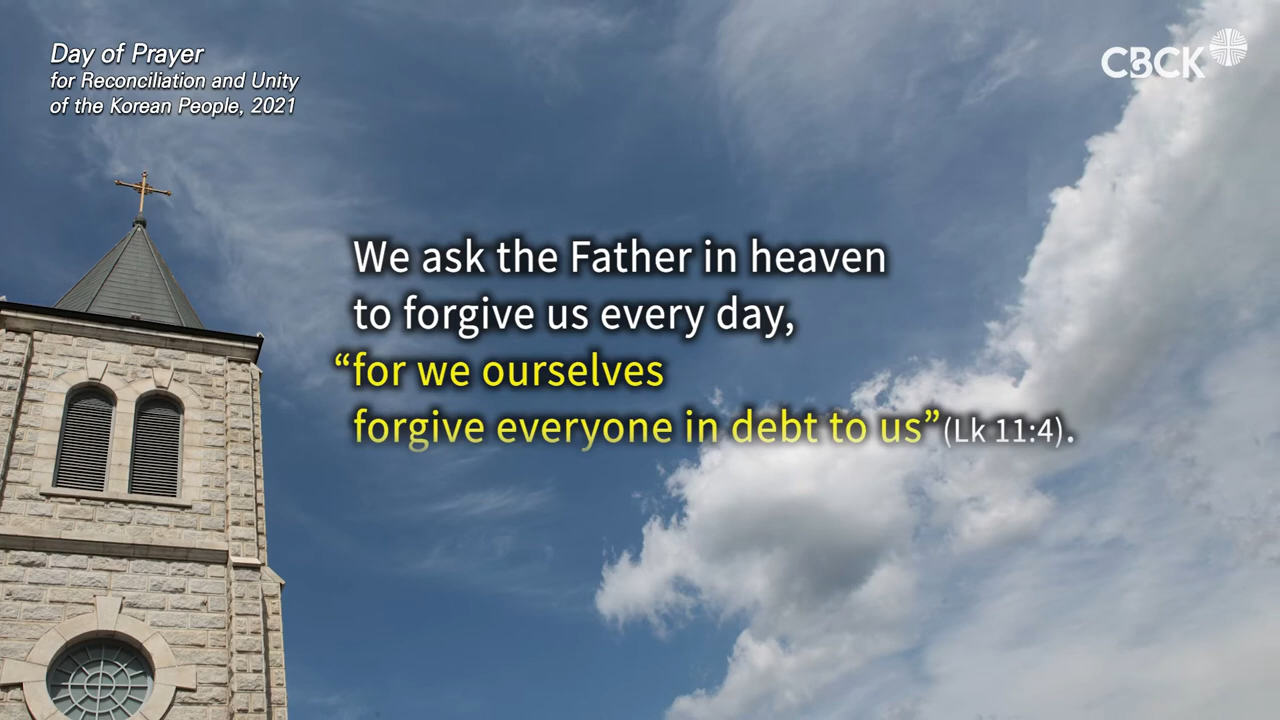 Day of Prayer
for Reconciliation and Unity
of the Korean People, 2021
CBCK
We ask the Father in heaven
to forgive us every day,
“for we ourselves
forgive everyone in debt to us”(Lk 11:4).